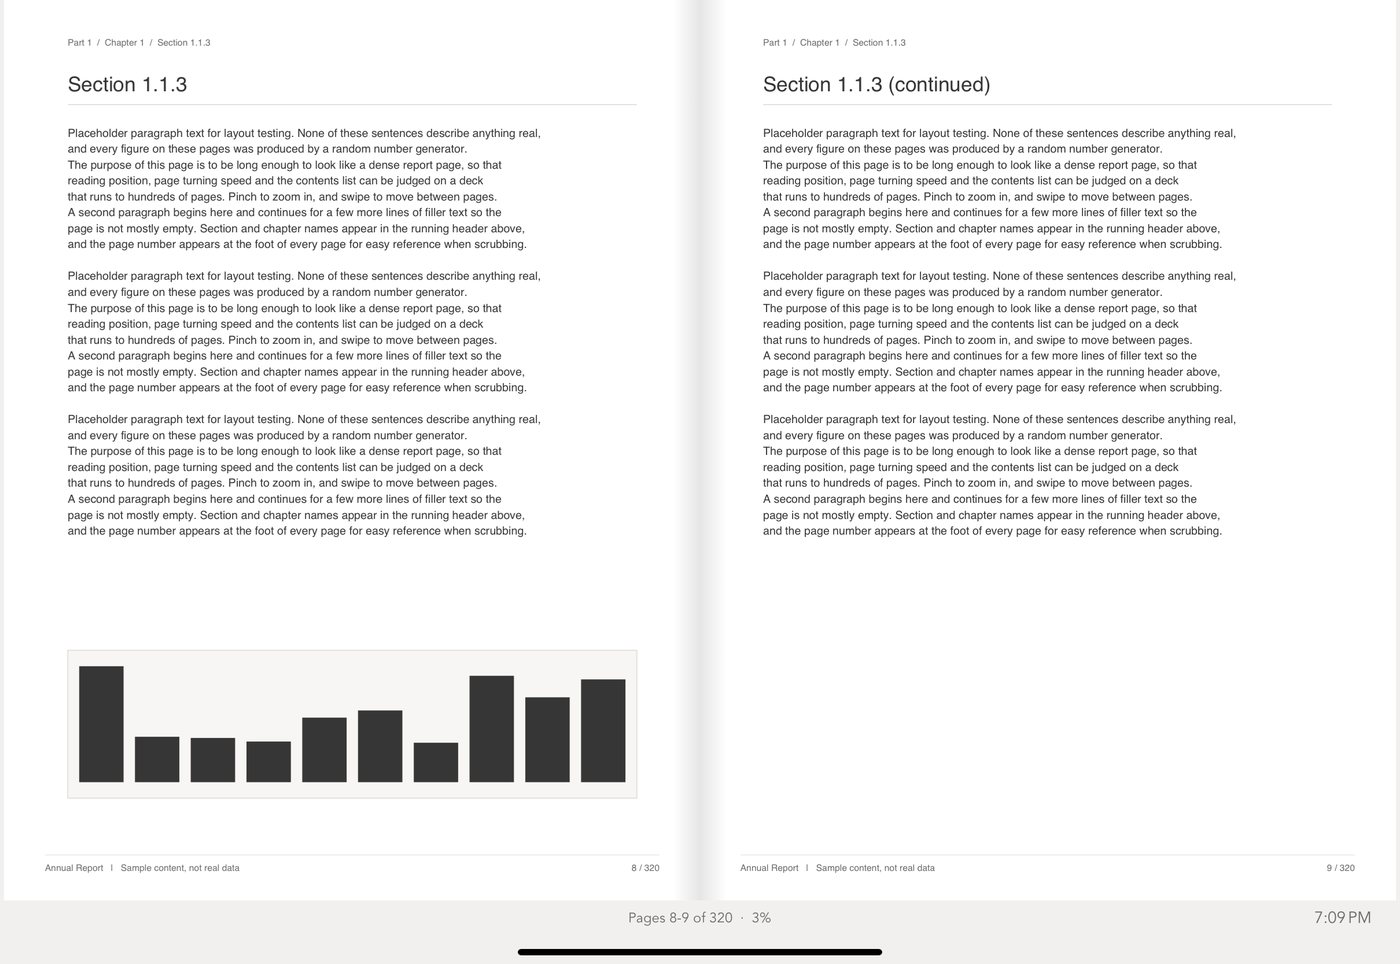 Part 1 / Chapter 1 / Section 1.1.3
Section 1.1.3
Placeholder paragraph text for layout testing. None of these sentences describe anything real,
and every figure on these pages was produced by a random number generator.
The purpose of this page is to be long enough to look like a dense report page, so that
reading position, page turning speed and the contents list can be judged on a deck
that runs to hundreds of pages. Pinch to zoom in, and swipe to move between pages.
A second paragraph begins here and continues for a few more lines of filler text so the
page is not mostly empty. Section and chapter names appear in the running header above,
and the page number appears at the foot of every page for easy reference when scrubbing.
Placeholder paragraph text for layout testing. None of these sentences describe anything real,
and every figure on these pages was produced by a random number generator.
The purpose of this page is to be long enough to look like a dense report page, so that
reading position, page turning speed and the contents list can be judged on a deck
that runs to hundreds of pages. Pinch to zoom in, and swipe to move between pages.
A second paragraph begins here and continues for a few more lines of filler text so the
page is not mostly empty. Section and chapter names appear in the running header above,
and the page number appears at the foot of every page for easy reference when scrubbing.
Placeholder paragraph text for layout testing. None of these sentences describe anything real,
and every figure on these pages was produced by a random number generator.
The purpose of this page is to be long enough to look like a dense report page, so that
reading position, page turning speed and the contents list can be judged on a deck
that runs to hundreds of pages. Pinch to zoom in, and swipe to move between pages.
A second paragraph begins here and continues for a few more lines of filler text so the
page is not mostly empty. Section and chapter names appear in the running header above,
and the page number appears at the foot of every page for easy reference when scrubbing.
Annual Report | Sample content, not real data 8 / 320
Part 1 / Chapter 1 / Section 1.1.3
Section 1.1.3 (continued)
Placeholder paragraph text for layout testing. None of these sentences describe anything real,
and every figure on these pages was produced by a random number generator.
The purpose of this page is to be long enough to look like a dense report page, so that
reading position, page turning speed and the contents list can be judged on a deck
that runs to hundreds of pages. Pinch to zoom in, and swipe to move between pages.
A second paragraph begins here and continues for a few more lines of filler text so the
page is not mostly empty. Section and chapter names appear in the running header above,
and the page number appears at the foot of every page for easy reference when scrubbing.
Placeholder paragraph text for layout testing. None of these sentences describe anything real,
and every figure on these pages was produced by a random number generator.
The purpose of this page is to be long enough to look like a dense report page, so that
reading position, page turning speed and the contents list can be judged on a deck
that runs to hundreds of pages. Pinch to zoom in, and swipe to move between pages.
A second paragraph begins here and continues for a few more lines of filler text so the
page is not mostly empty. Section and chapter names appear in the running header above,
and the page number appears at the foot of every page for easy reference when scrubbing.
Placeholder paragraph text for layout testing. None of these sentences describe anything real,
and every figure on these pages was produced by a random number generator.
The purpose of this page is to be long enough to look like a dense report page, so that
reading position, page turning speed and the contents list can be judged on a deck
that runs to hundreds of pages. Pinch to zoom in, and swipe to move between pages.
A second paragraph begins here and continues for a few more lines of filler text so the
page is not mostly empty. Section and chapter names appear in the running header above,
and the page number appears at the foot of every page for easy reference when scrubbing.
Annual Report | Sample content, not real data 9 / 320
Pages 8-9 of 320 · 3%
7:09 PM